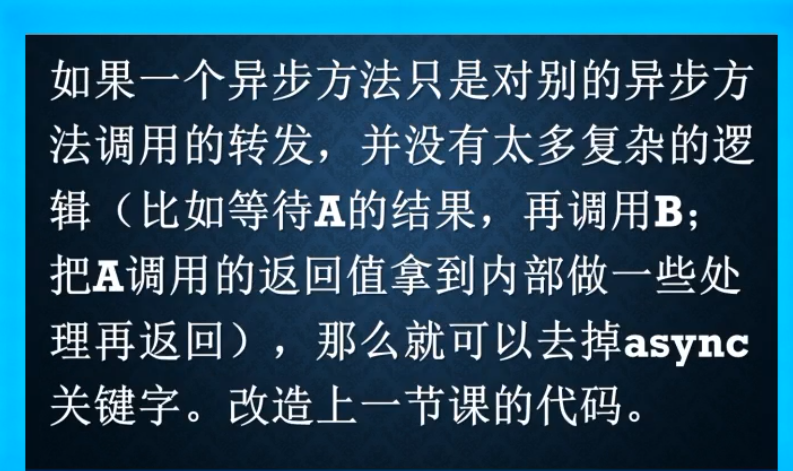 如果一个异步方法只是对别的异步方
法调用的转发，并没有太多复杂的逻
辑（比如等待A的结果，再调用B；
把A调用的返回值拿到内部做一些处
理再返回），那么就可以去掉async
关键字。改造上一节课的代码。